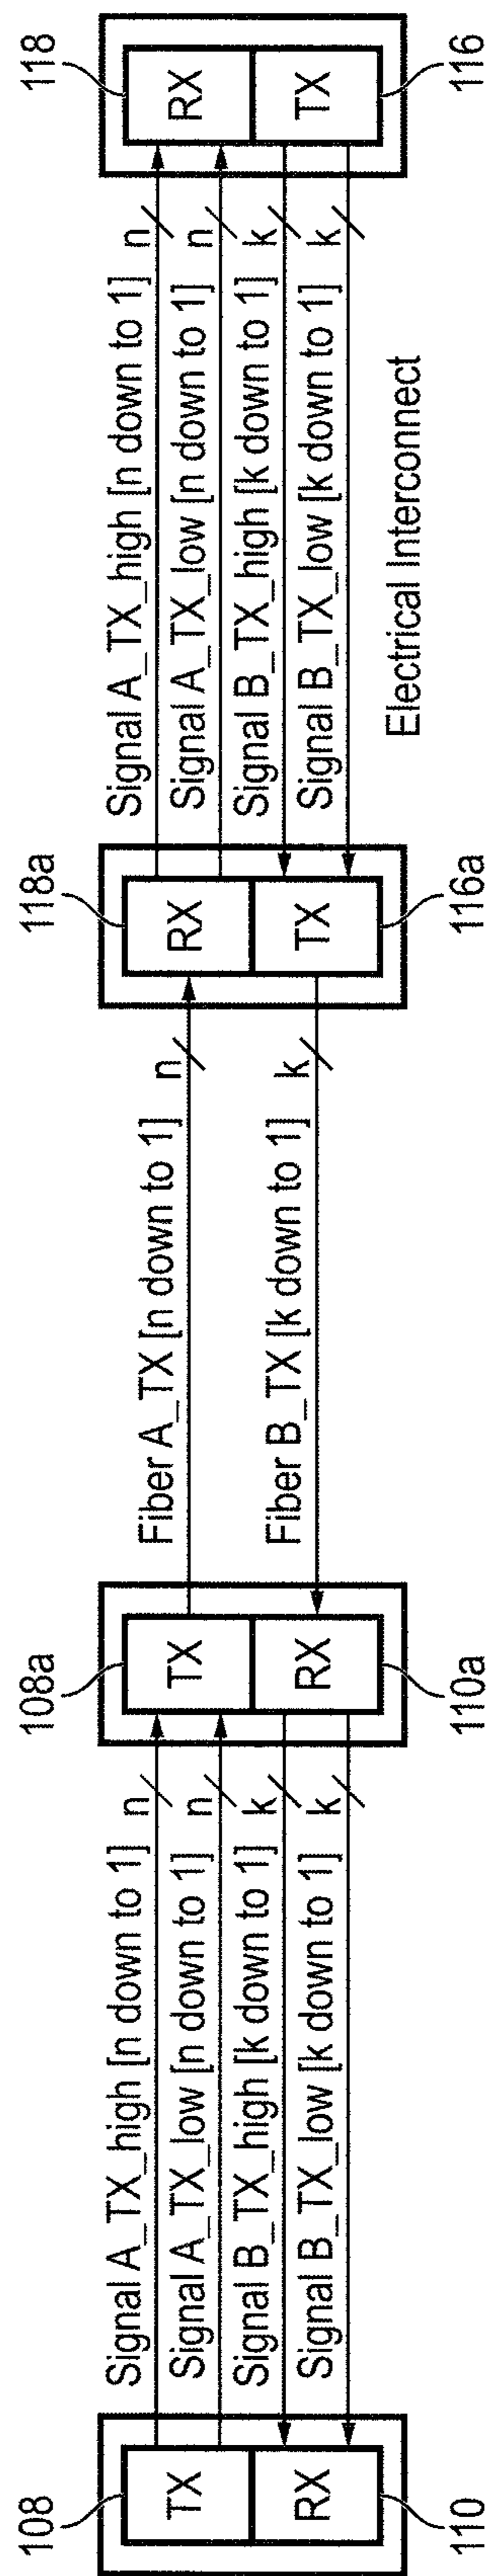 108
TX
RX
110
Signal A_TX_high [n down to 1]
n
Signal A_TX_low [n down to 1]
n
Signal B_TX_high [k down to 1]
k
Signal B_TX_low [k down to 1]
k
108a
TX
RX
110a
Fiber A_TX [n down to 1]
n
Fiber B_TX [k down to 1]
k
118a
RX
TX
116a
Signal A_TX_high [n down to 1]
n
Signal A_TX_low [n down to 1]
n
Signal B_TX_high [k down to 1]
k
Signal B_TX_low [k down to 1]
k
Electrical Interconnect
118
RX
TX
116